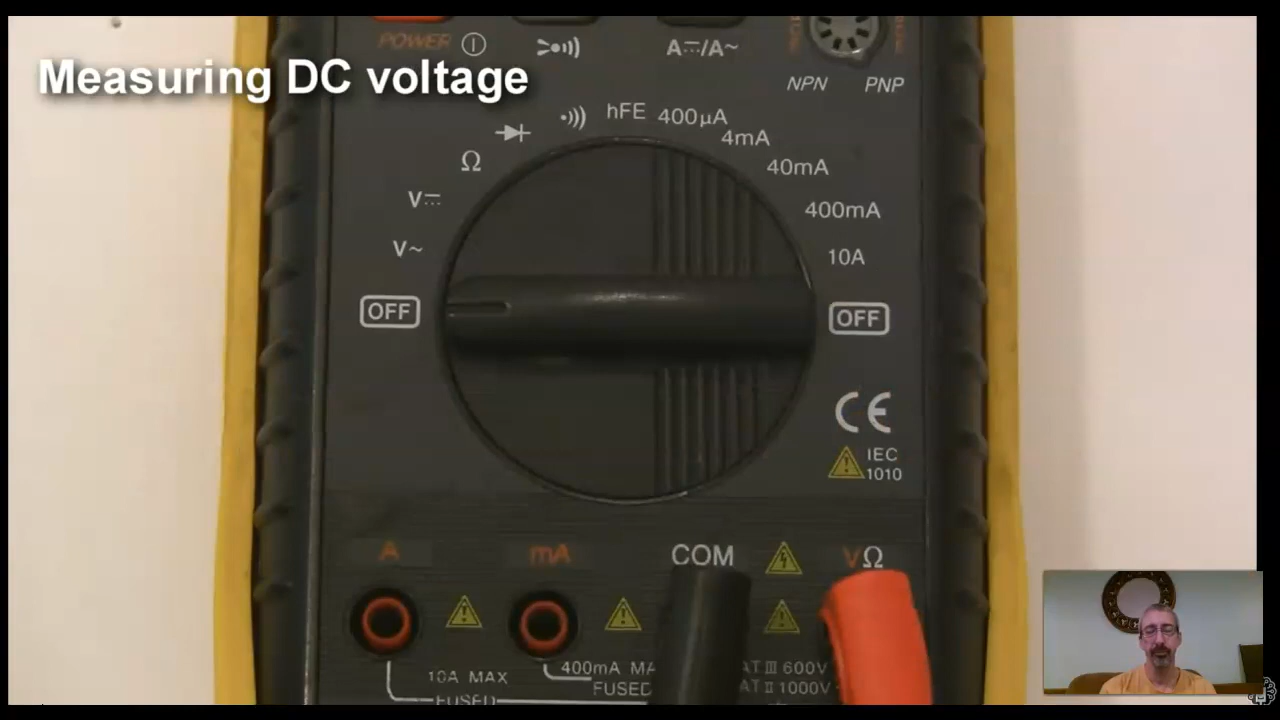 Measuring DC voltage
POWER
A⎓/A~
NPN
PNP
hFE
400µA
4mA
Ω
40mA
V⎓
400mA
V~
10A
OFF
OFF
CE
IEC
1010
A
mA
COM
VΩ
10A MAX
FUSED
400mA
FUSED
600V
1000V